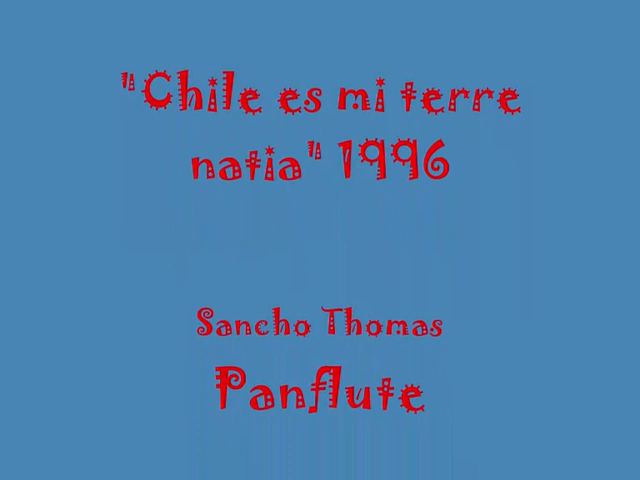 "Chile es mi terre
natia" 1996
Sancho Thomas
Panflute